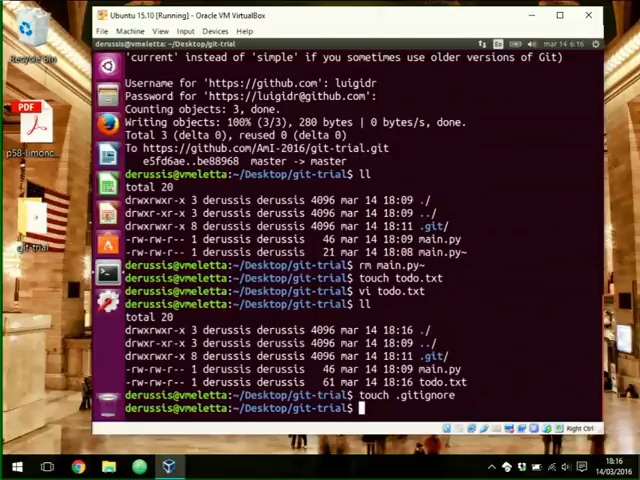 Ubuntu 15.10 [Running] - Oracle VM VirtualBox
File Machine View Input Devices Help
derussis@vmeletta: ~/Desktop/git-trial
mar 14 6:16
'current' instead of 'simple' if you sometimes use older versions of Git)
Username for 'https://github.com': luigidr
Password for 'https://luigidr@github.com':
Counting objects: 3, done.
Writing objects: 100% (3/3), 280 bytes | 0 bytes/s, done.
Total 3 (delta 0), reused 0 (delta 0)
To https://github.com/AmI-2016/git-trial.git
e5fd6ae..be88968 master -> master
derussis@vmeletta:~/Desktop/git-trial$ ll
total 20
drwxrwxr-x 3 derussis derussis 4096 mar 14 18:09 ./
drwxr-xr-x 3 derussis derussis 4096 mar 14 18:09 ../
drwxrwxr-x 8 derussis derussis 4096 mar 14 18:11 .git/
-rw-rw-r-- 1 derussis derussis 46 mar 14 18:09 main.py
-rw-rw-r-- 1 derussis derussis 21 mar 14 18:08 main.py~
derussis@vmeletta:~/Desktop/git-trial$ rm main.py~
derussis@vmeletta:~/Desktop/git-trial$ touch todo.txt
derussis@vmeletta:~/Desktop/git-trial$ vi todo.txt
derussis@vmeletta:~/Desktop/git-trial$ ll
total 20
drwxrwxr-x 3 derussis derussis 4096 mar 14 18:16 ./
drwxr-xr-x 3 derussis derussis 4096 mar 14 18:09 ../
drwxrwxr-x 8 derussis derussis 4096 mar 14 18:11 .git/
-rw-rw-r-- 1 derussis derussis 46 mar 14 18:09 main.py
-rw-rw-r-- 1 derussis derussis 61 mar 14 18:16 todo.txt
derussis@vmeletta:~/Desktop/git-trial$ touch .gitignore
derussis@vmeletta:~/Desktop/git-trial$
Right Ctrl
Recycle Bin
PDF
p58-limonc...
git-trial
18:16
14/03/2016